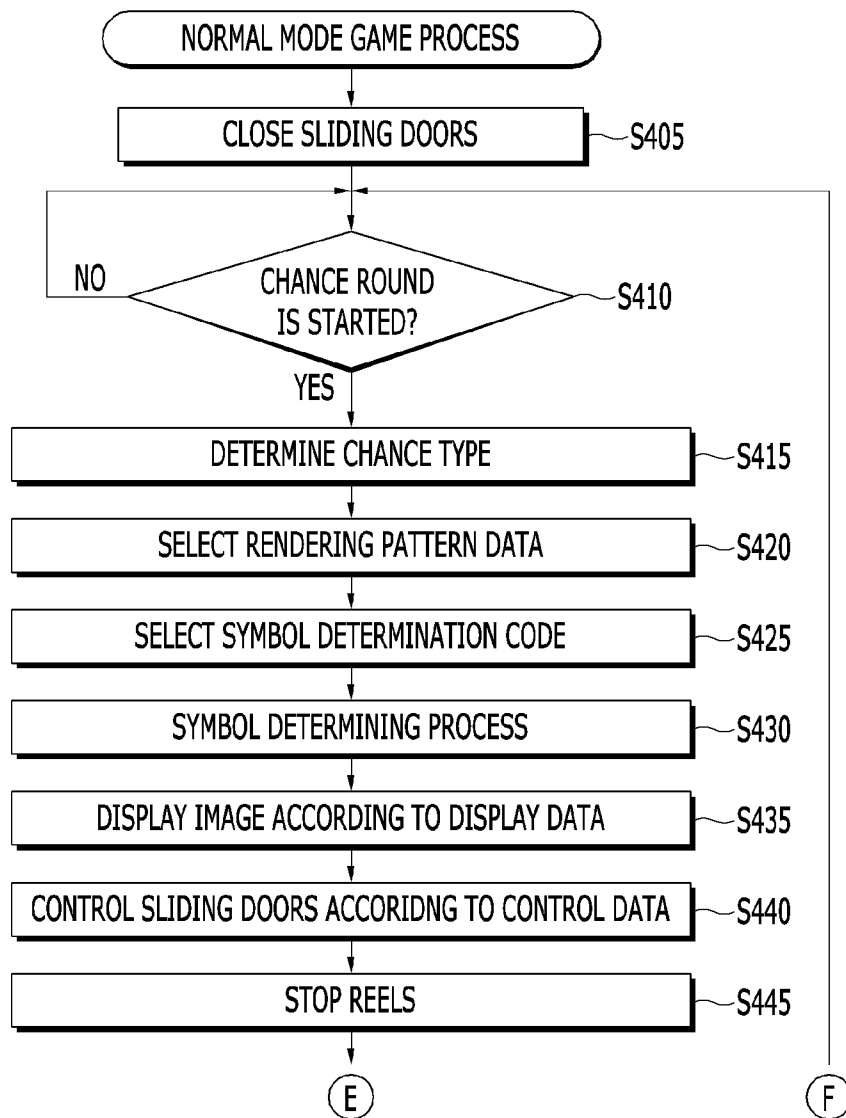 NORMAL MODE GAME PROCESS
CLOSE SLIDING DOORS
S405
NO
CHANCE ROUND
IS STARTED?
S410
YES
DETERMINE CHANCE TYPE
S415
SELECT RENDERING PATTERN DATA
S420
SELECT SYMBOL DETERMINATION CODE
S425
SYMBOL DETERMINING PROCESS
S430
DISPLAY IMAGE ACCORDING TO DISPLAY DATA
S435
CONTROL SLIDING DOORS ACCORIDNG TO CONTROL DATA
S440
STOP REELS
S445
E
F